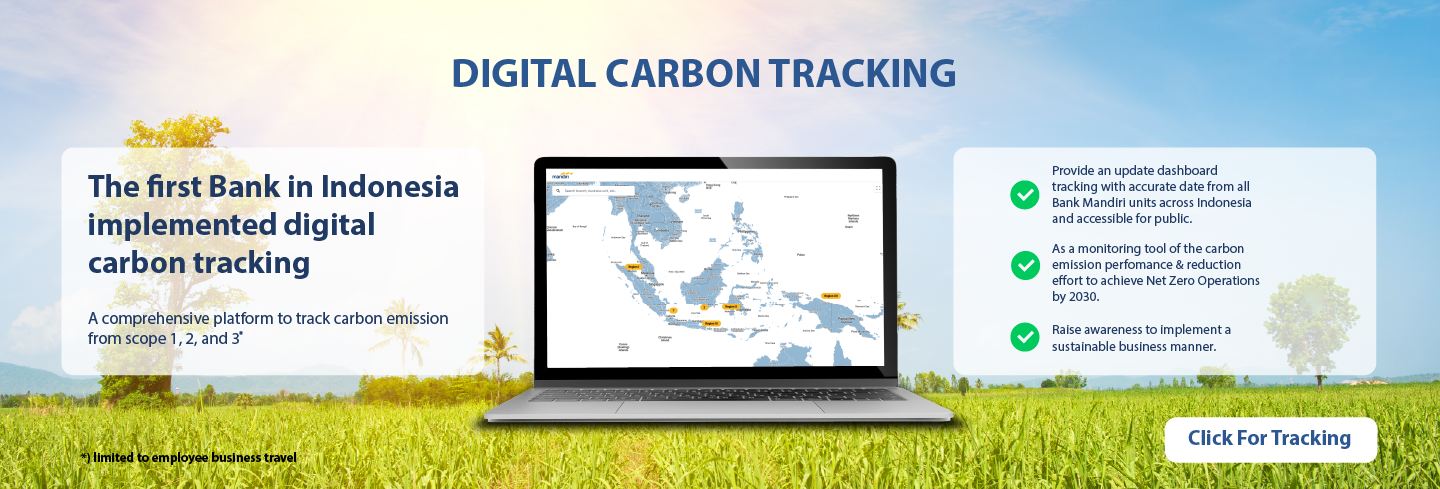 DIGITAL CARBON TRACKING
The first Bank in Indonesia
implemented digital
carbon tracking
A comprehensive platform to track carbon emission
from scope 1, 2, and 3*
*) limited to employee business travel
mandiri
Provide an update dashboard
tracking with accurate date from all
Bank Mandiri units across Indonesia
and accessible for public.
As a monitoring tool of the carbon
emission perfomance & reduction
effort to achieve Net Zero Operations
by 2030.
Raise awareness to implement a
sustainable business manner.
Click For Tracking